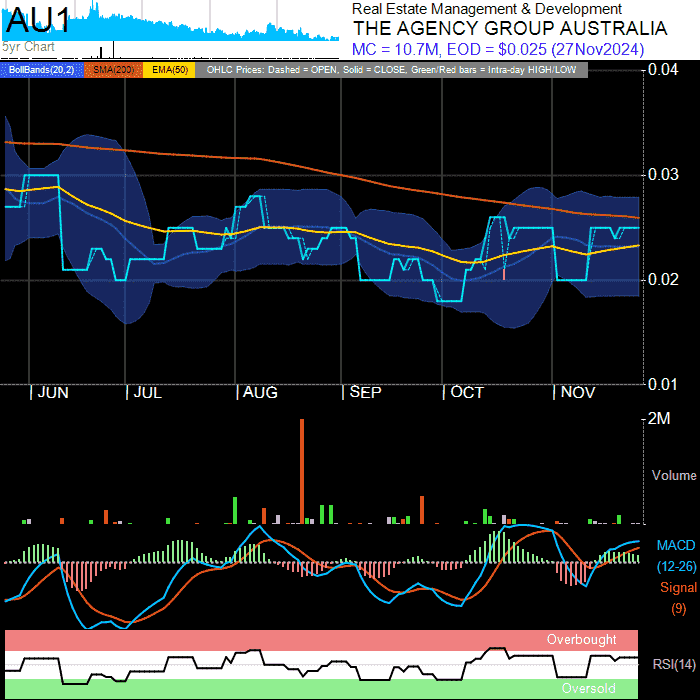 AU1
5yr Chart
Real Estate Management & Development
THE AGENCY GROUP AUSTRALIA
MC = 10.7M, EOD = $0.025 (27Nov2024)
BollBands(20,2) SMA(200) EMA(50) OHLC Prices: Dashed = OPEN, Solid = CLOSE, Green/Red bars = Intra-day HIGH/LOW
0.04
0.03
0.02
0.01
JUN JUL AUG SEP OCT NOV
2M
Volume
MACD
(12-26)
Signal
(9)
Overbought
RSI(14)
Oversold